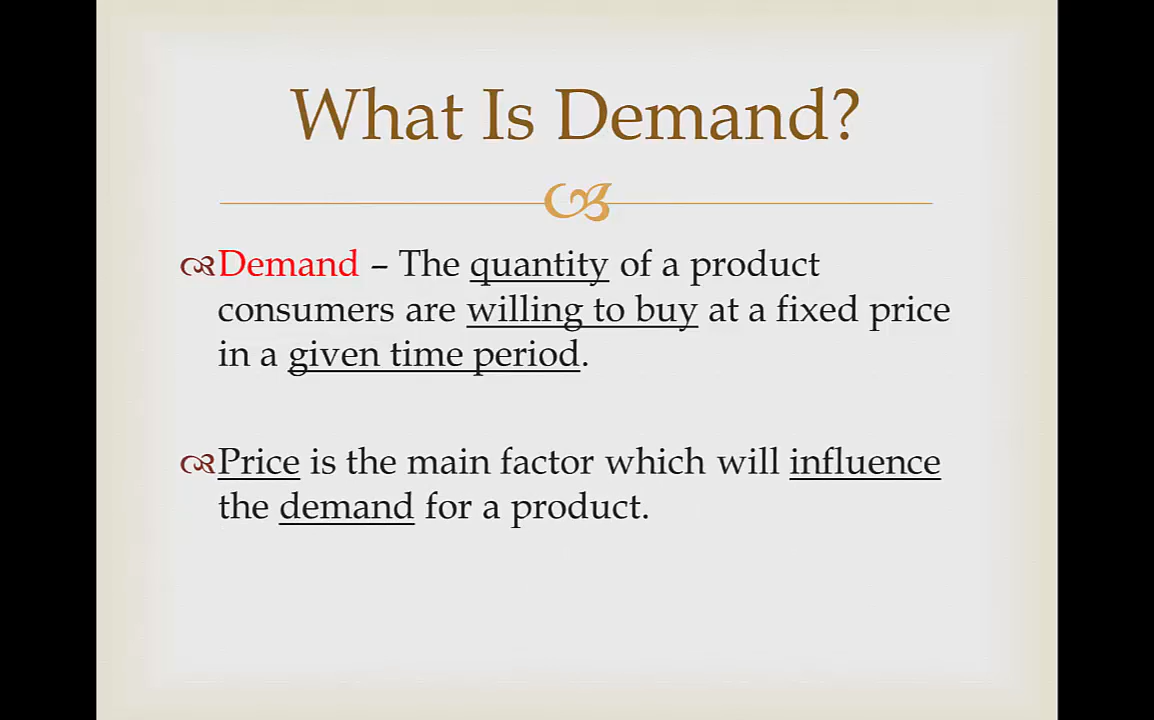 What Is Demand?
Demand – The quantity of a product
consumers are willing to buy at a fixed price
in a given time period.
Price is the main factor which will influence
the demand for a product.